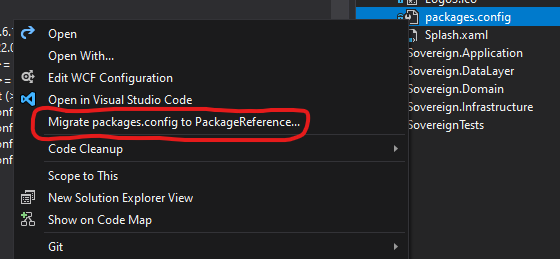 Logos.ico
packages.config
Splash.xaml
Sovereign.Application
Sovereign.DataLayer
Sovereign.Domain
Sovereign.Infrastructure
SovereignTests
Open
Open With...
Edit WCF Configuration
Open in Visual Studio Code
Migrate packages.config to PackageReference...
Code Cleanup
Scope to This
New Solution Explorer View
Show on Code Map
Git